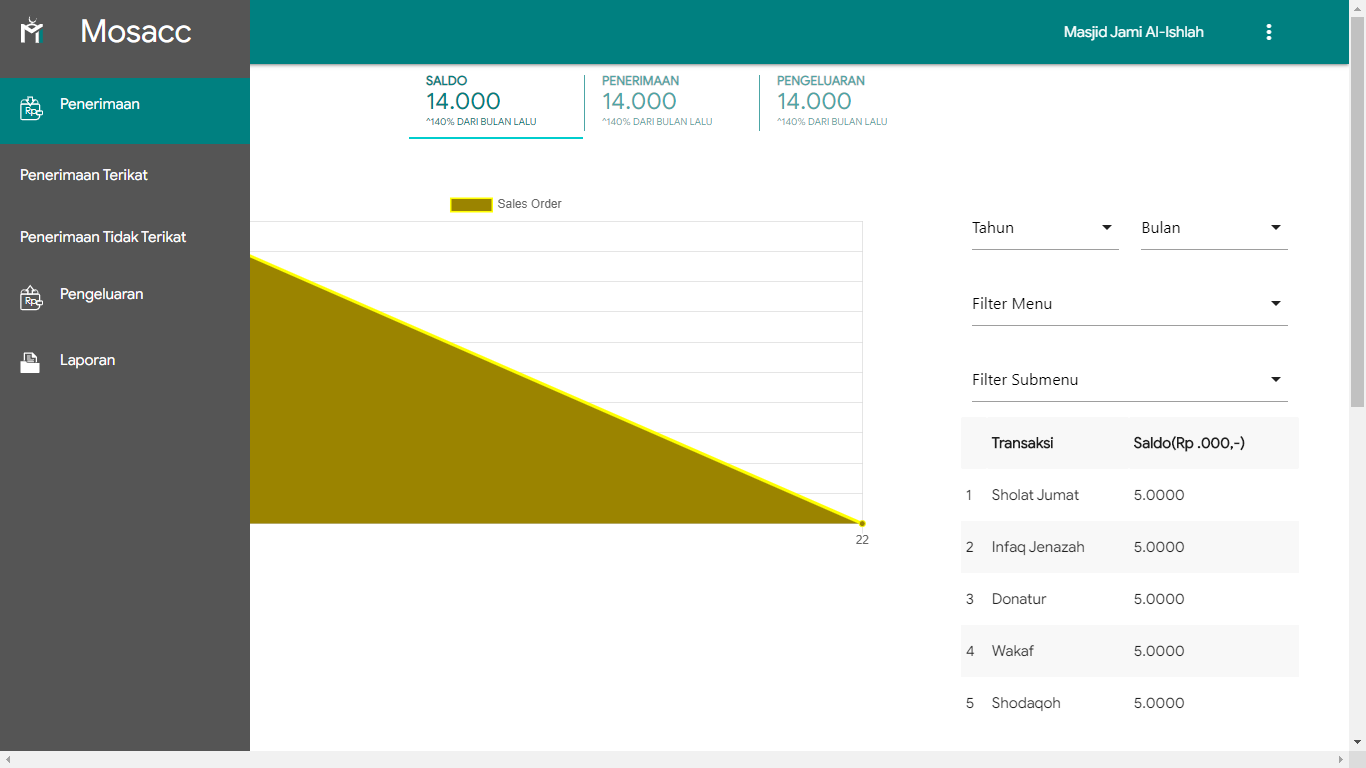 Mosacc
Masjid Jami Al-Ishlah
Penerimaan
Penerimaan Terikat
Penerimaan Tidak Terikat
Rp
Pengeluaran
Rp
Laporan
SALDO
14.000
^140% DARI BULAN LALU
PENERIMAAN
14.000
^140% DARI BULAN LALU
PENGELUARAN
14.000
^140% DARI BULAN LALU
Sales Order
22
Tahun
Bulan
Filter Menu
Filter Submenu
Transaksi Saldo(Rp .000,-)
1 Sholat Jumat 5.0000
2 Infaq Jenazah 5.0000
3 Donatur 5.0000
4 Wakaf 5.0000
5 Shodaqoh 5.0000